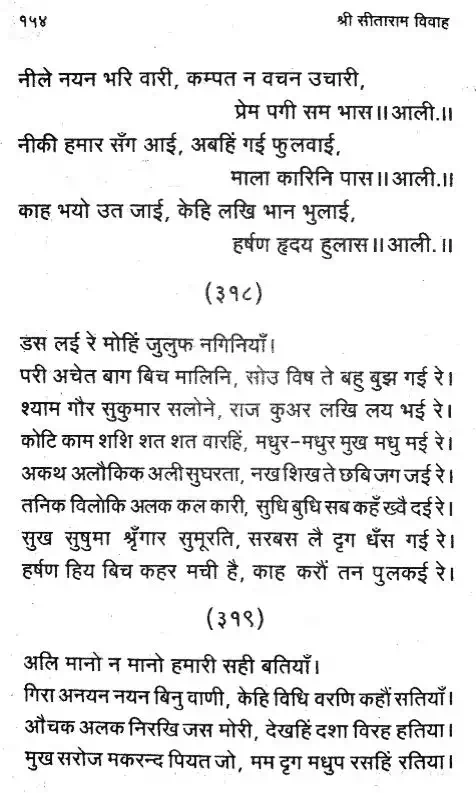 १५४
श्री सीताराम विवाह
नीले नयन भरि वारी, कम्पत न वचन उचारी,
प्रेम पगी सम भास॥आली.॥
नीकी हमार सँग आई, अबहिं गई फुलवाई,
माला कारिनि पास॥आली.॥
काह भयो उत जाई, केहि लखि भान भुलाई,
हर्षण हृदय हुलास॥आली.॥
(३१८)
डस लई रे मोहिं जुलुफ नगिनियाँ।
परी अचेत बाग बिच मालिनि, सोउ विष ते बहु बुझ गई रे।
श्याम गौर सुकुमार सलोने, राज कुअर लखि लय भई रे।
कोटि काम शशि शत शत वारहिं, मधुर-मधुर मुख मधु मई रे।
अकथ अलौकिक अली सुघरता, नख शिख ते छबि जग जई रे।
तनिक विलोकि अलक कल कारी, सुधि बुधि सब कहँ ख्वै दई रे।
सुख सुषुमा श्रृँगार सुमूरति, सरबस लै दृग धँस गई रे।
हर्षण हिय बिच कहर मची है, काह करौं तन पुलकई रे।
(३१९)
अलि मानो न मानो हमारी सही बतियाँ।
गिरा अनयन नयन बिनु वाणी, केहि विधि वरणि कहौं सतियाँ।
औचक अलक निरखि जस मोरी, देखहिं दशा विरह हतिया।
मुख सरोज मकरन्द पियत जो, मम दृग मधुप रसहिं रतिया।